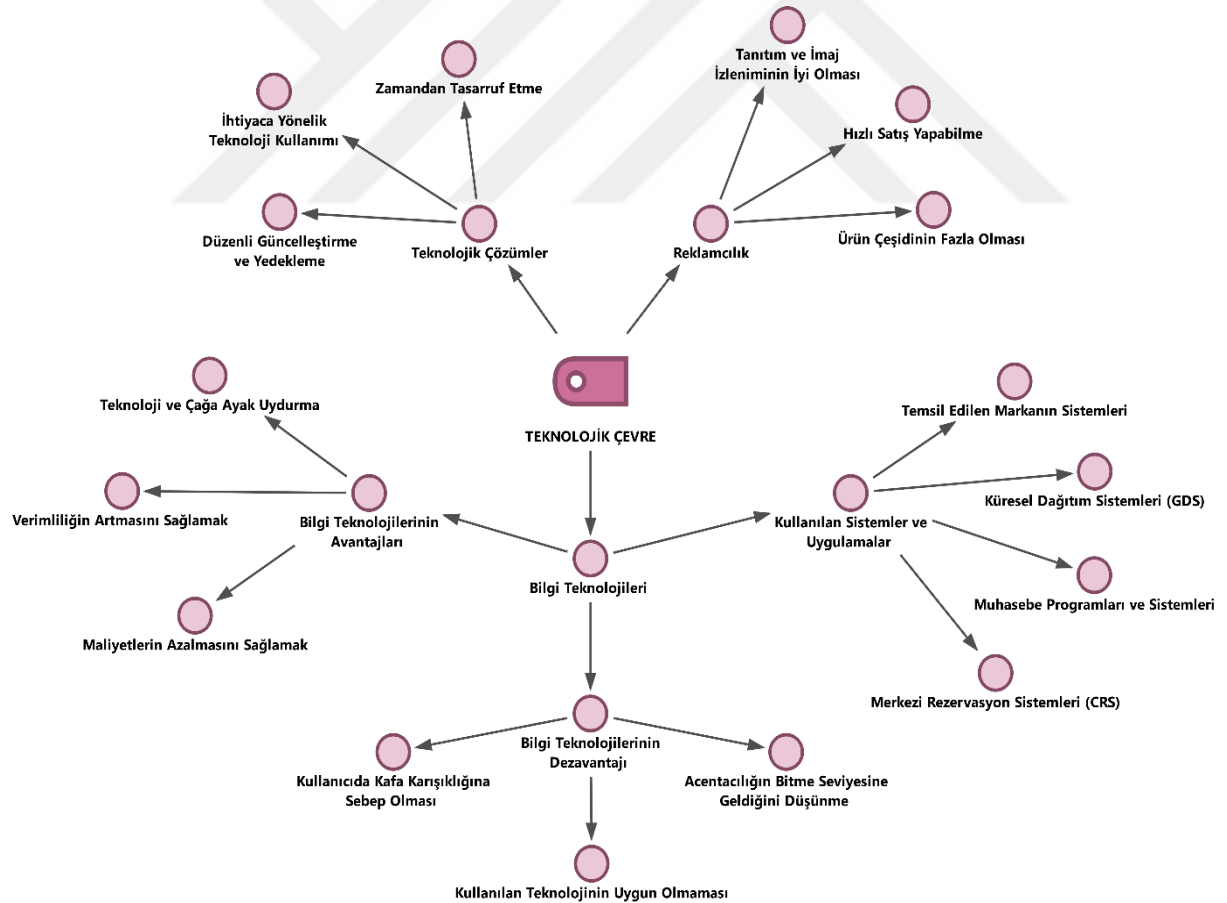 Tanıtım ve İmaj
İzleniminin İyi Olması
Zamandan Tasarruf Etme
İhtiyaca Yönelik
Teknoloji Kullanımı
Hızlı Satış Yapabilme
Düzenli Güncelleştirme
ve Yedekleme
Teknolojik Çözümler
Reklamcılık
Ürün Çeşidinin Fazla Olması
TEKNOLOJİK ÇEVRE
Teknoloji ve Çağa Ayak Uydurma
Temsil Edilen Markanın Sistemleri
Verimliliğin Artmasını Sağlamak
Bilgi Teknolojilerinin
Avantajları
Kullanılan Sistemler ve
Uygulamalar
Küresel Dağıtım Sistemleri (GDS)
Bilgi Teknolojileri
Muhasebe Programları ve Sistemleri
Maliyetlerin Azalmasını Sağlamak
Merkezi Rezervasyon Sistemleri (CRS)
Bilgi Teknolojilerinin
Dezavantajı
Kullanıcıda Kafa Karışıklığına
Sebep Olması
Acentacılığın Bitme Seviyesine
Geldiğini Düşünme
Kullanılan Teknolojinin Uygun Olmaması